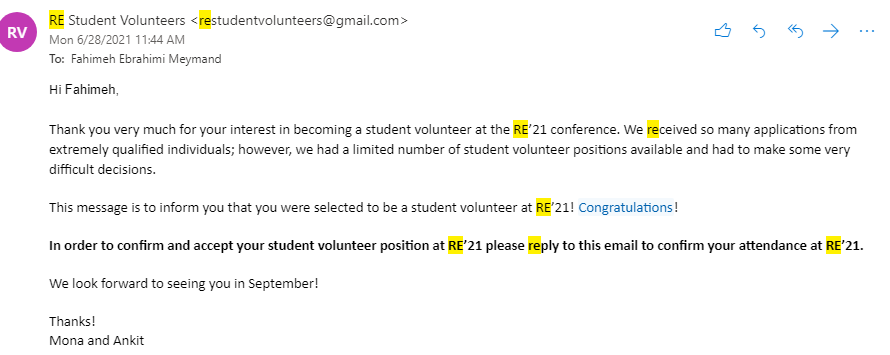 RV
RE Student Volunteers <restudentvolunteers@gmail.com>
Mon 6/28/2021 11:44 AM
To: Fahimeh Ebrahimi Meymand
Hi Fahimeh,
Thank you very much for your interest in becoming a student volunteer at the RE'21 conference. We received so many applications from
extremely qualified individuals; however, we had a limited number of student volunteer positions available and had to make some very
difficult decisions.
This message is to inform you that you were selected to be a student volunteer at RE'21! Congratulations!
In order to confirm and accept your student volunteer position at RE'21 please reply to this email to confirm your attendance at RE'21.
We look forward to seeing you in September!
Thanks!
Mona and Ankit